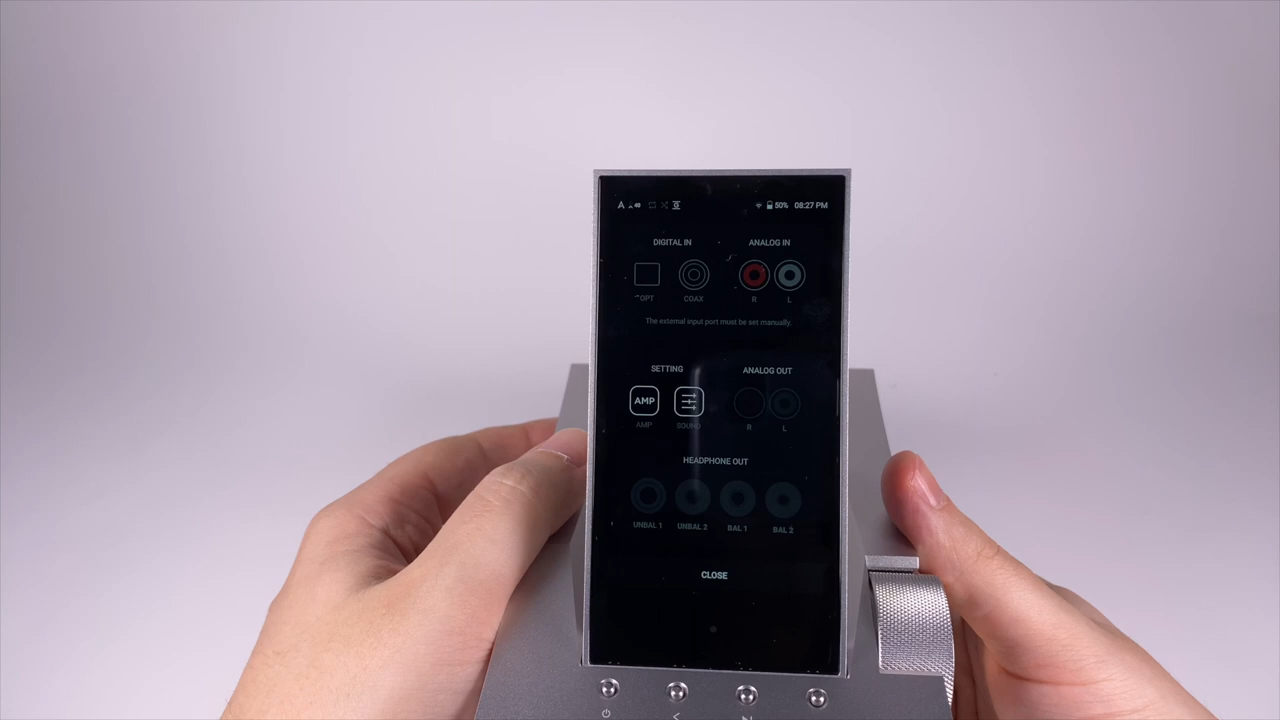 A 40 50% 08:27 PM
DIGITAL IN ANALOG IN
OPT COAX R L
The external input port must be set manually.
SETTING ANALOG OUT
AMP
AMP SOUND R L
HEADPHONE OUT
UNBAL 1 UNBAL 2 BAL 1 BAL 2
CLOSE